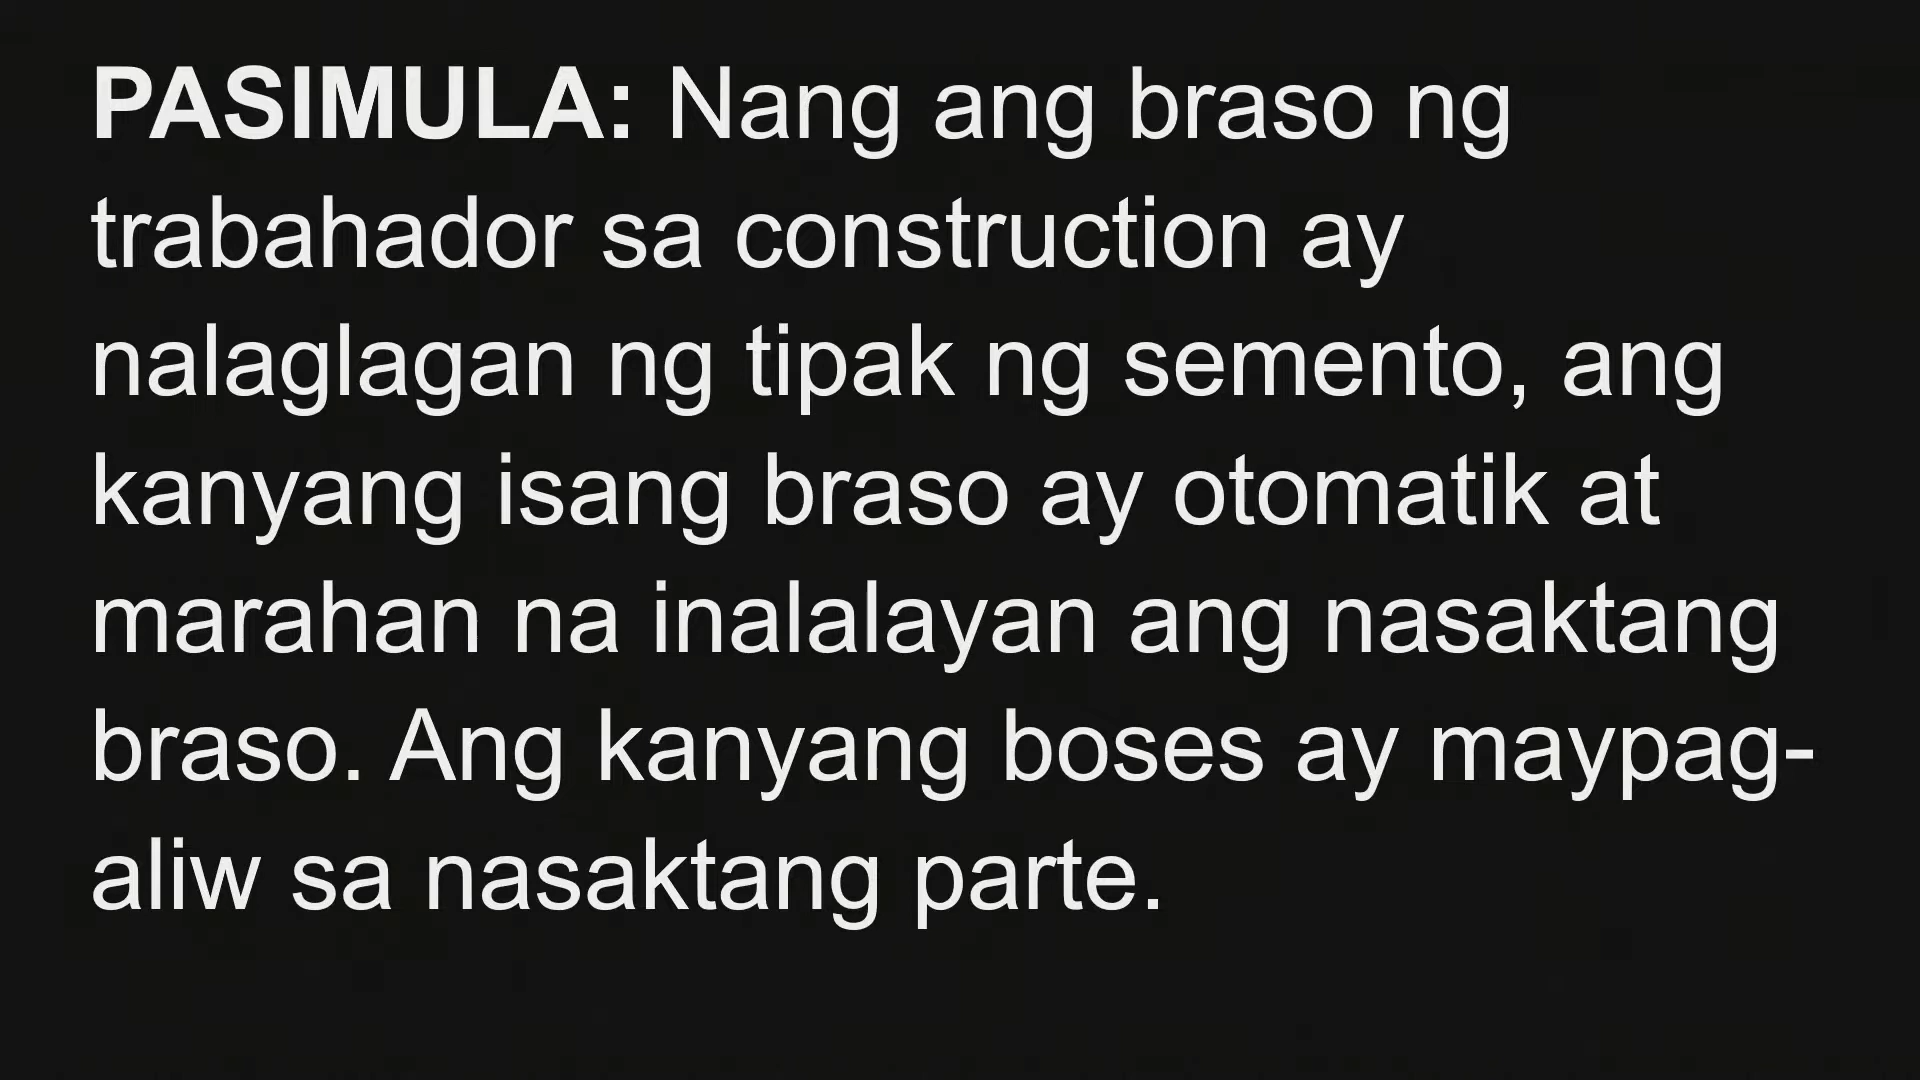 PASIMULA: Nang ang braso ng
trabahador sa construction ay
nalaglagan ng tipak ng semento, ang
kanyang isang braso ay otomatik at
marahan na inalalayan ang nasaktang
braso. Ang kanyang boses ay maypag-
aliw sa nasaktang parte.